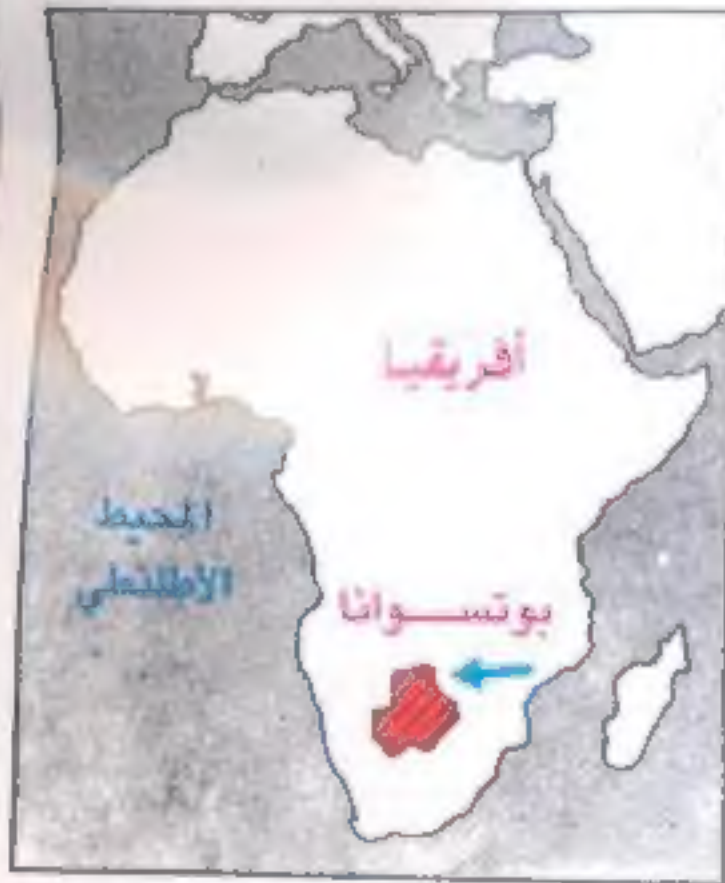 أفريقيا
المحيط
الأطلنطي
بوتسوانا